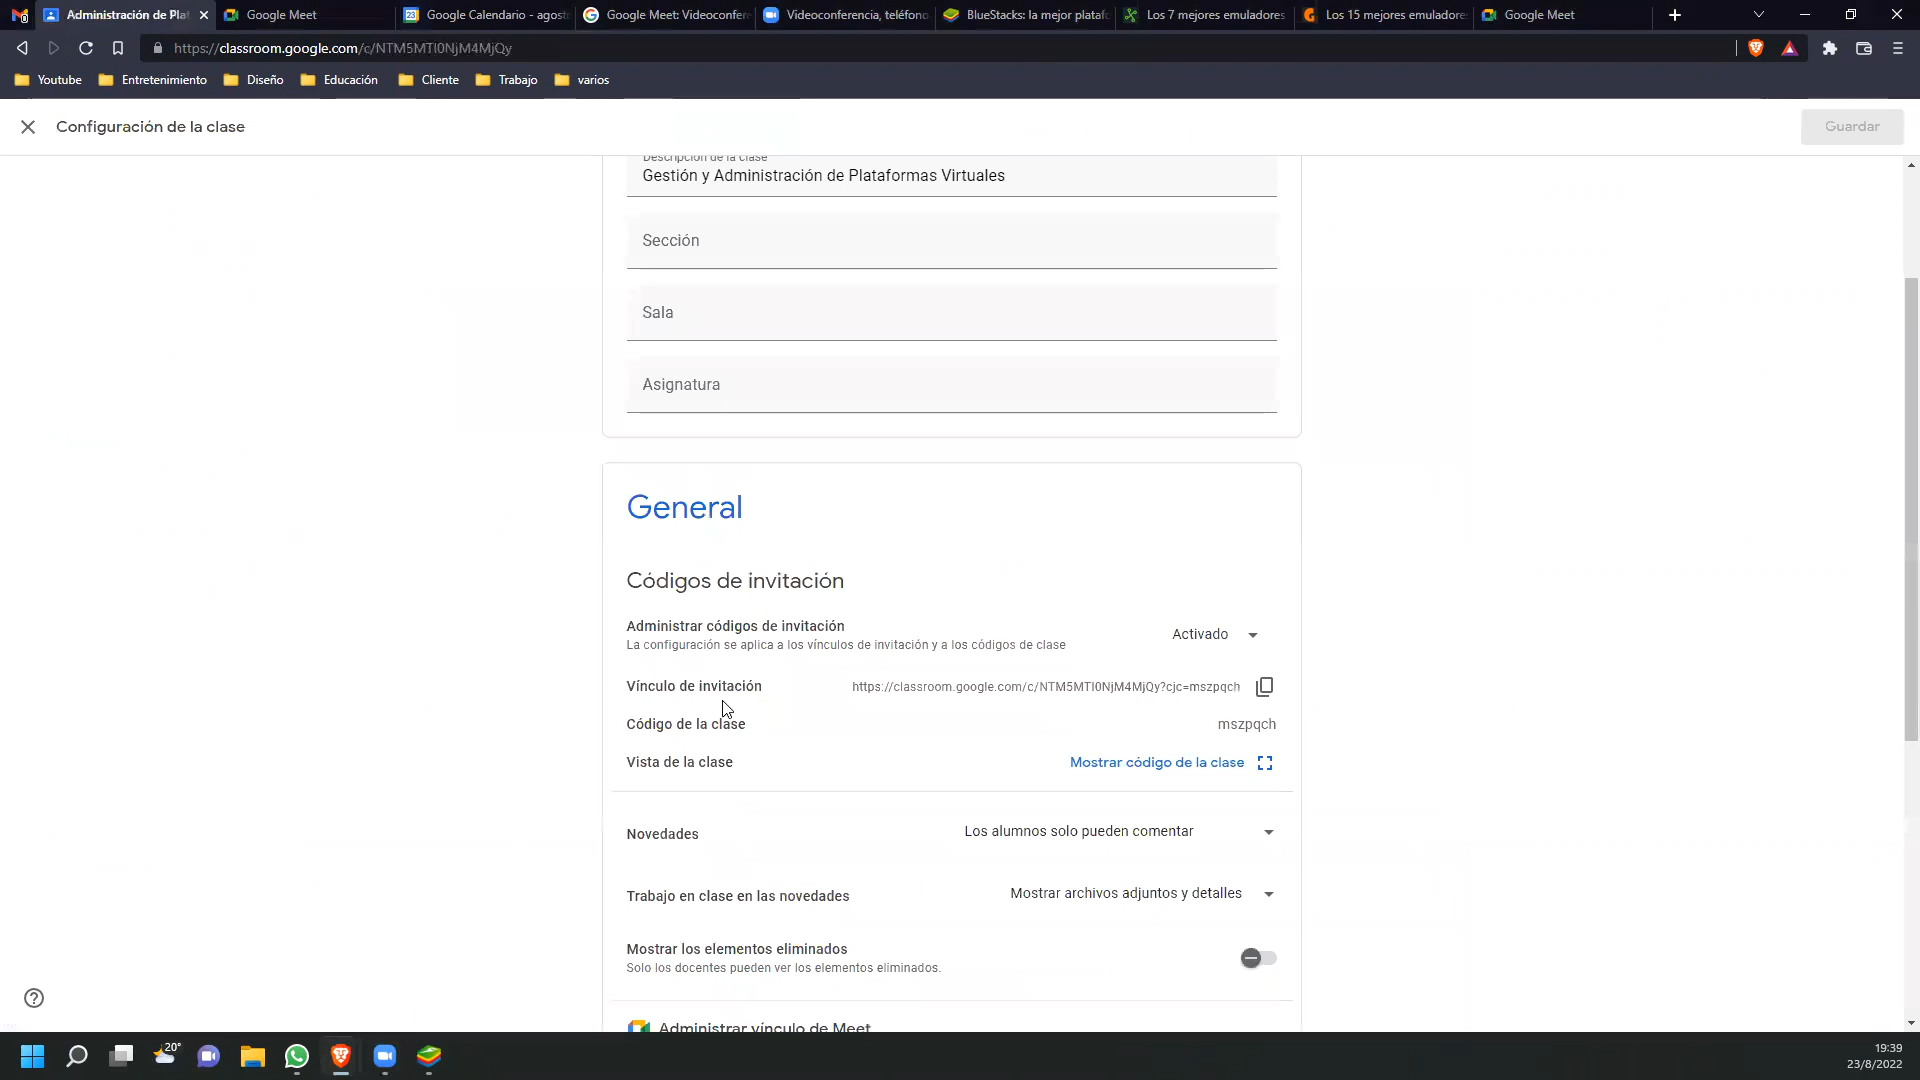 Administración de Plat
Google Meet
Google Calendario - agost
Google Meet: Videoconfere
Videoconferencia, teléfono,
BlueStacks: la mejor plataf
Los 7 mejores emuladores
Los 15 mejores emuladore
Google Meet
https://classroom.google.com/c/NTM5MTI0NjM4MjQy
Youtube
Entretenimiento
Diseño
Educación
Cliente
Trabajo
varios
Configuración de la clase
Guardar
Descripción de la clase
Gestión y Administración de Plataformas Virtuales
Sección
Sala
Asignatura
General
Códigos de invitación
Administrar códigos de invitación
Activado
La configuración se aplica a los vínculos de invitación y a los códigos de clase
Vínculo de invitación
https://classroom.google.com/c/NTM5MTI0NjM4MjQy?cjc=mszpqch
Código de la clase
mszpqch
Vista de la clase
Mostrar código de la clase
Novedades
Los alumnos solo pueden comentar
Trabajo en clase en las novedades
Mostrar archivos adjuntos y detalles
Mostrar los elementos eliminados
Solo los docentes pueden ver los elementos eliminados.
Administrar vínculo de Meet
20°
19:39
23/8/2022